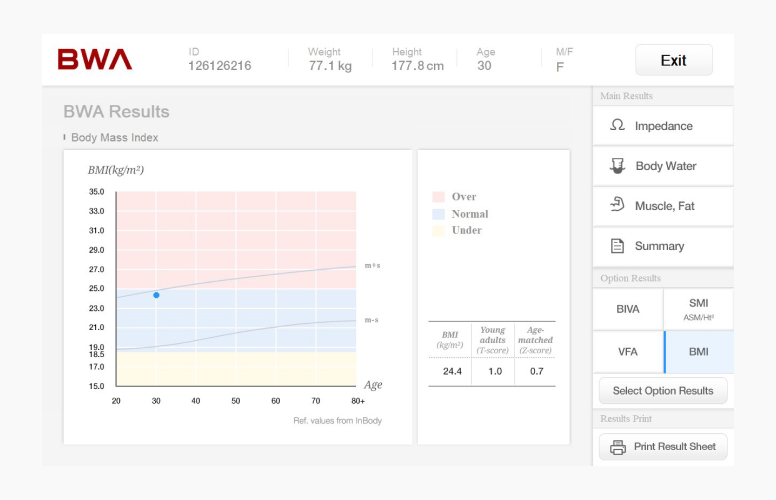 BWA
ID
126126216
Weight
77.1 kg
Height
177.8 cm
Age
30
M/F
F
Exit
BWA Results
Body Mass Index
BMI(kg/m²)
35.0
33.0
31.0
29.0
27.0
25.0
23.0
21.0
19.0
18.5
17.0
15.0
m+s
m-s
Age
20 30 40 50 60 70 80+
Ref. values from InBody
Over
Normal
Under
BMI (kg/m²)
Young adults (T-score)
Age-matched (Z-score)
24.4 1.0 0.7
Main Results
Impedance
Body Water
Muscle, Fat
Summary
Option Results
BIVA
SMI
ASM/Ht²
VFA
BMI
Select Option Results
Results Print
Print Result Sheet